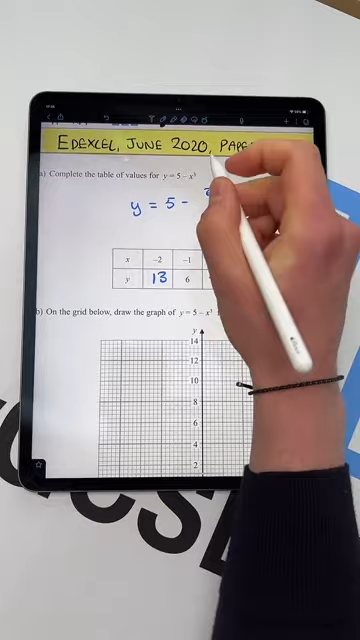 EDEXCEL, JUNE 2020,
a) Complete the table of values for y = 5 – x³
y = 5 –
x –2 –1
y 13 6
b) On the grid below, draw the graph of y = 5 – x³
y
14
12
10
8
6
4
2